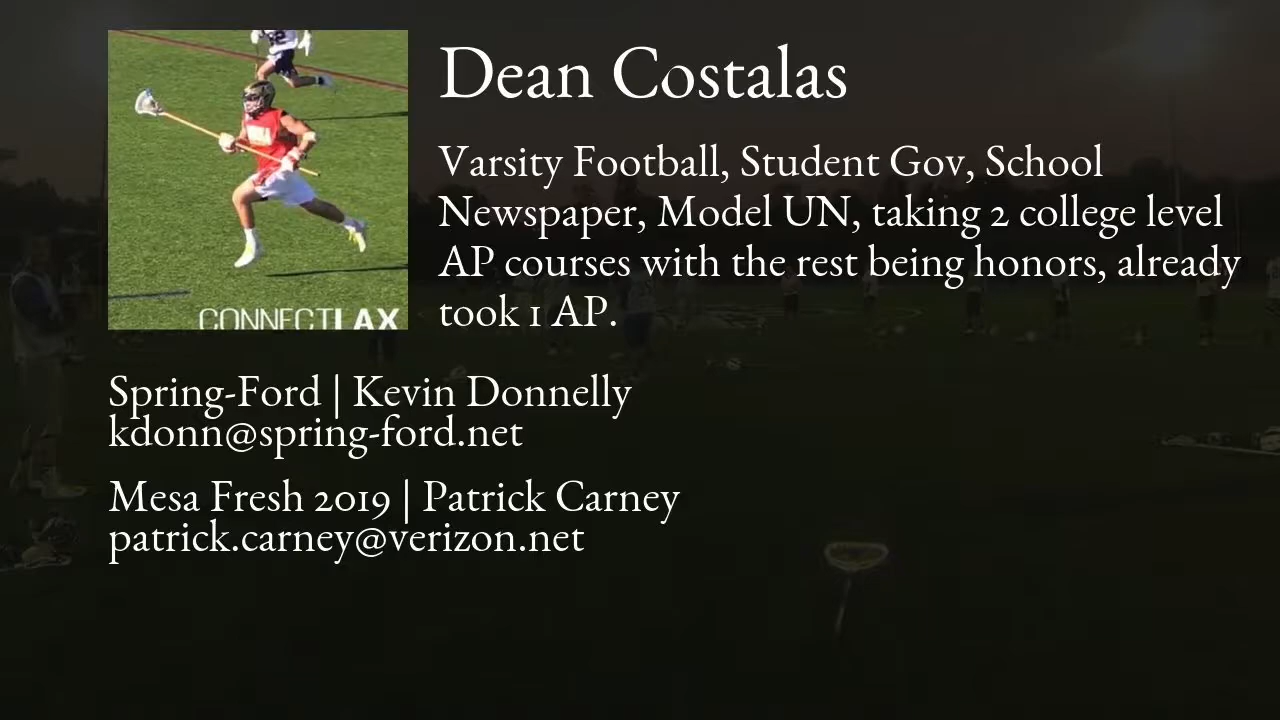 Dean Costalas
Varsity Football, Student Gov, School
Newspaper, Model UN, taking 2 college level
AP courses with the rest being honors, already
took 1 AP.
CONNECTLAX
Spring-Ford | Kevin Donnelly
kdonn@spring-ford.net
Mesa Fresh 2019 | Patrick Carney
patrick.carney@verizon.net